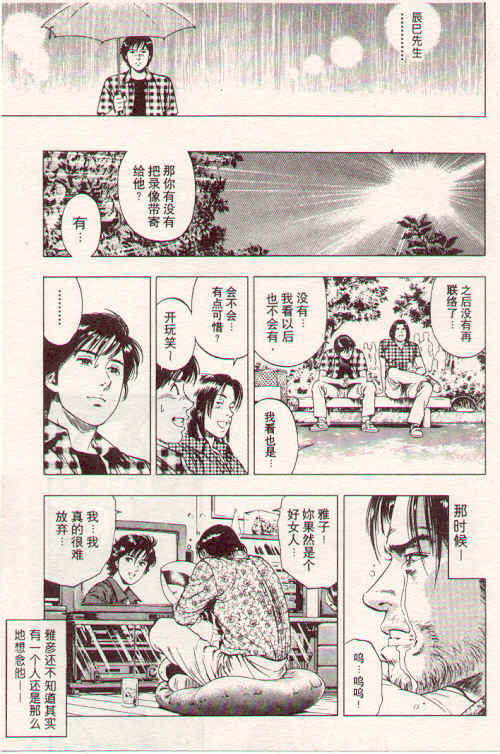 辰巳先生
………
那你有没有
把录像带寄
给他？
有…
之后没有再
联络了…
没有…
我看以后
也不会有．
我看也是…
会不会…
有点可惜？
开玩笑－
………
那时候－
呜…呜呜！
雅子！
妳果然是个
好女人…
我…我
真的很难
放弃…
雅彦还不知道其实
有一个人还是那么
她想念他——